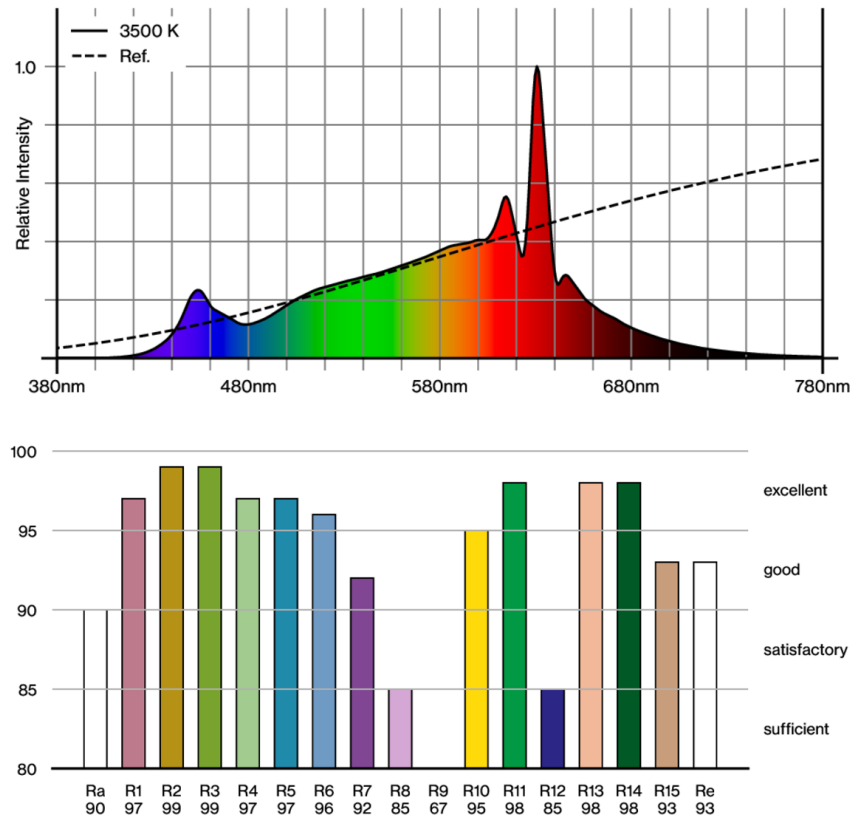 3500 K
Ref.
1.0
Relative Intensity
380nm 480nm 580nm 680nm 780nm
100
excellent
95
good
90
satisfactory
85
sufficient
80
Ra R1 R2 R3 R4 R5 R6 R7 R8 R9 R10 R11 R12 R13 R14 R15 Re
90 97 99 99 97 97 96 92 85 67 95 98 85 98 98 93 93